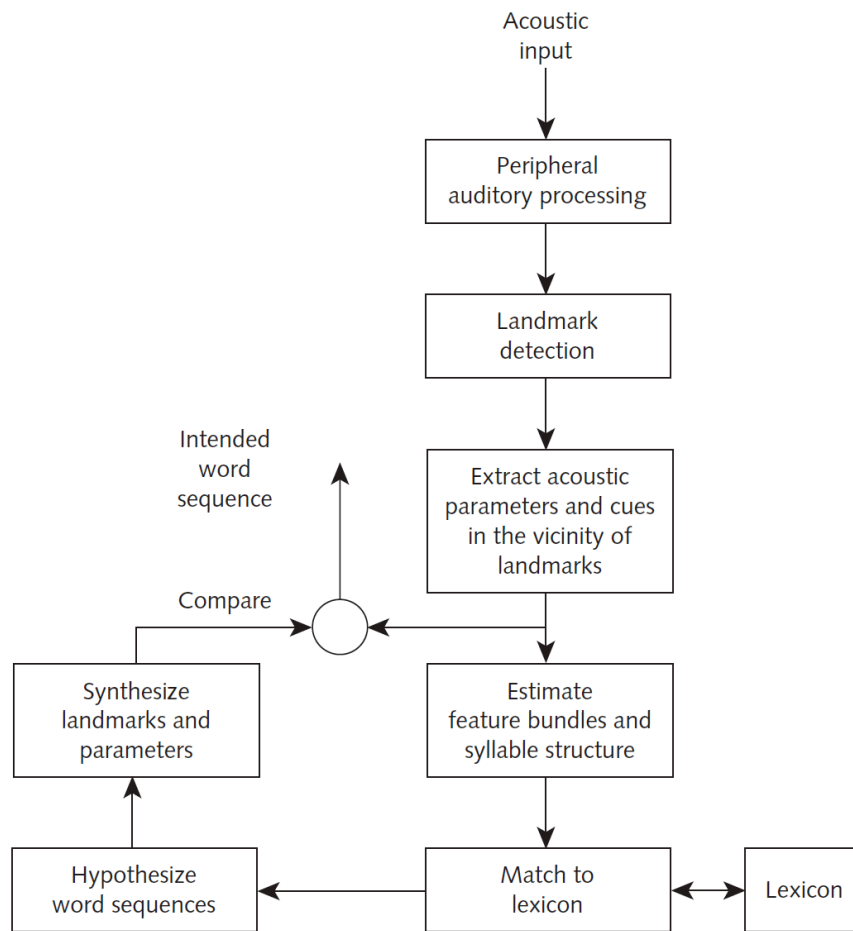 Acoustic
input
Peripheral
auditory processing
Landmark
detection
Intended
word
sequence
Extract acoustic
parameters and cues
in the vicinity of
landmarks
Compare
Synthesize
landmarks and
parameters
Estimate
feature bundles and
syllable structure
Hypothesize
word sequences
Match to
lexicon
Lexicon